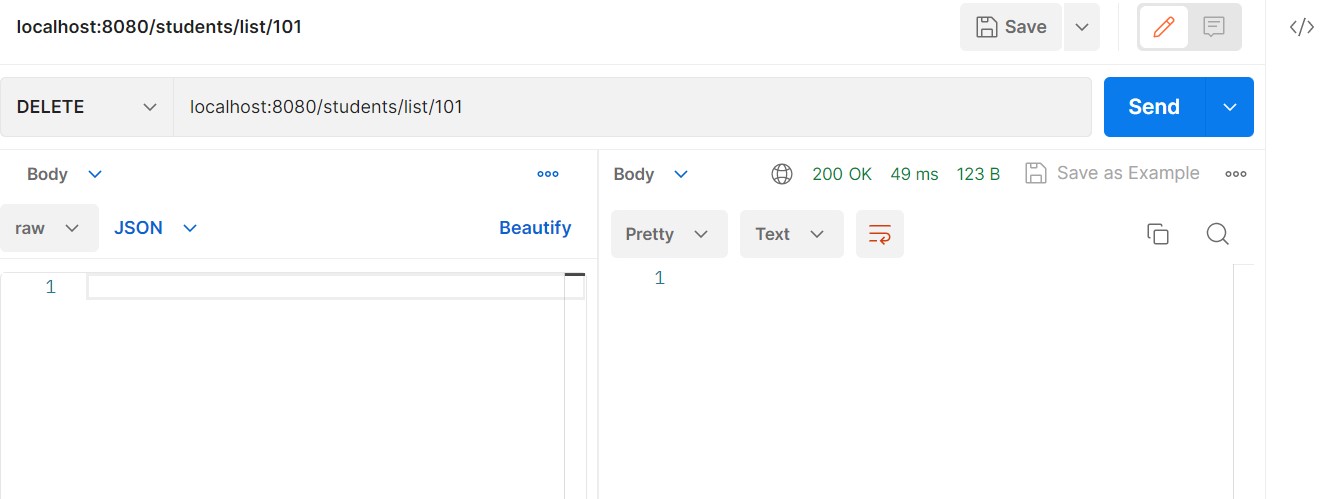 localhost:8080/students/list/101 Save </>
DELETE localhost:8080/students/list/101 Send
Body Body 200 OK 49 ms 123 B Save as Example
raw JSON Beautify Pretty Text
1 1